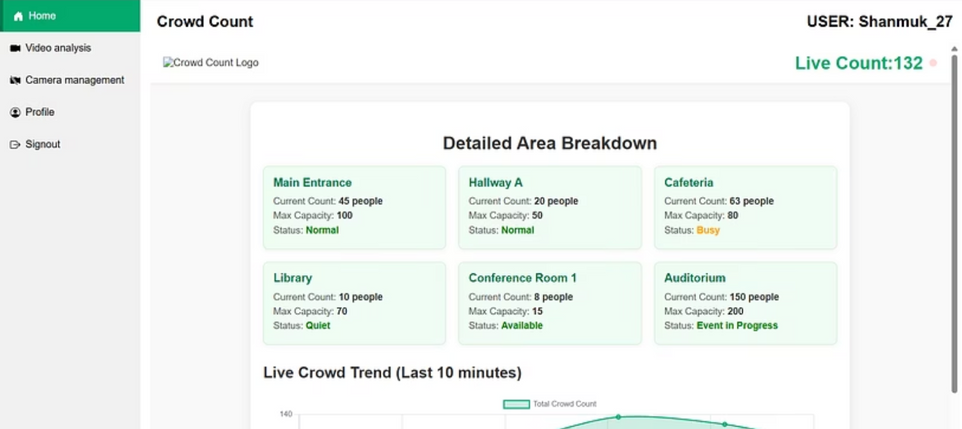 Home
Video analysis
Camera management
Profile
Signout
Crowd Count
USER: Shanmuk_27
Crowd Count Logo
Live Count:132
Detailed Area Breakdown
Main Entrance
Current Count: 45 people
Max Capacity: 100
Status: Normal
Hallway A
Current Count: 20 people
Max Capacity: 50
Status: Normal
Cafeteria
Current Count: 63 people
Max Capacity: 80
Status: Busy
Library
Current Count: 10 people
Max Capacity: 70
Status: Quiet
Conference Room 1
Current Count: 8 people
Max Capacity: 15
Status: Available
Auditorium
Current Count: 150 people
Max Capacity: 200
Status: Event in Progress
Live Crowd Trend (Last 10 minutes)
Total Crowd Count
140